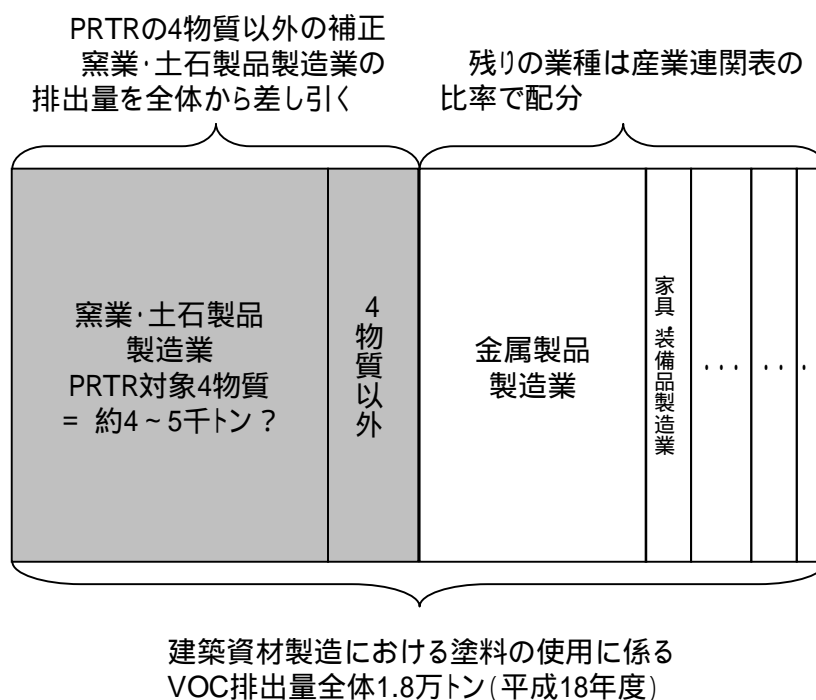 PRTRの4物質以外の補正
窯業･土石製品製造業の
排出量を全体から差し引く
残りの業種は産業連関表の
比率で配分
窯業･土石製品
製造業
PRTR対象4物質
= 約4～5千トン？
4物質以外
金属製品
製造業
家具･装備品製造業
･･･
･･･
建築資材製造における塗料の使用に係る
VOC排出量全体1.8万トン(平成18年度)